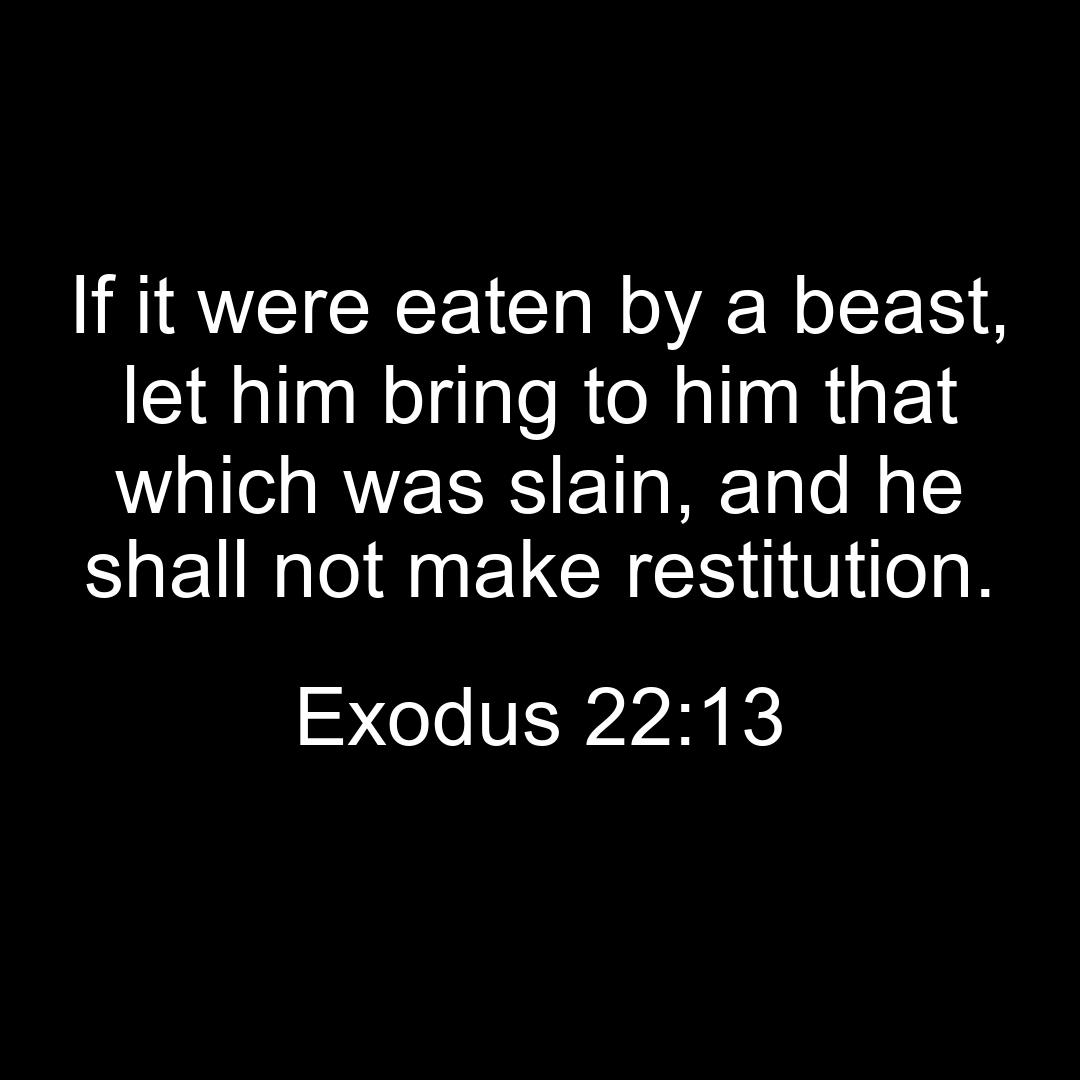 If it were eaten by a beast,
let him bring to him that
which was slain, and he
shall not make restitution.
Exodus 22:13